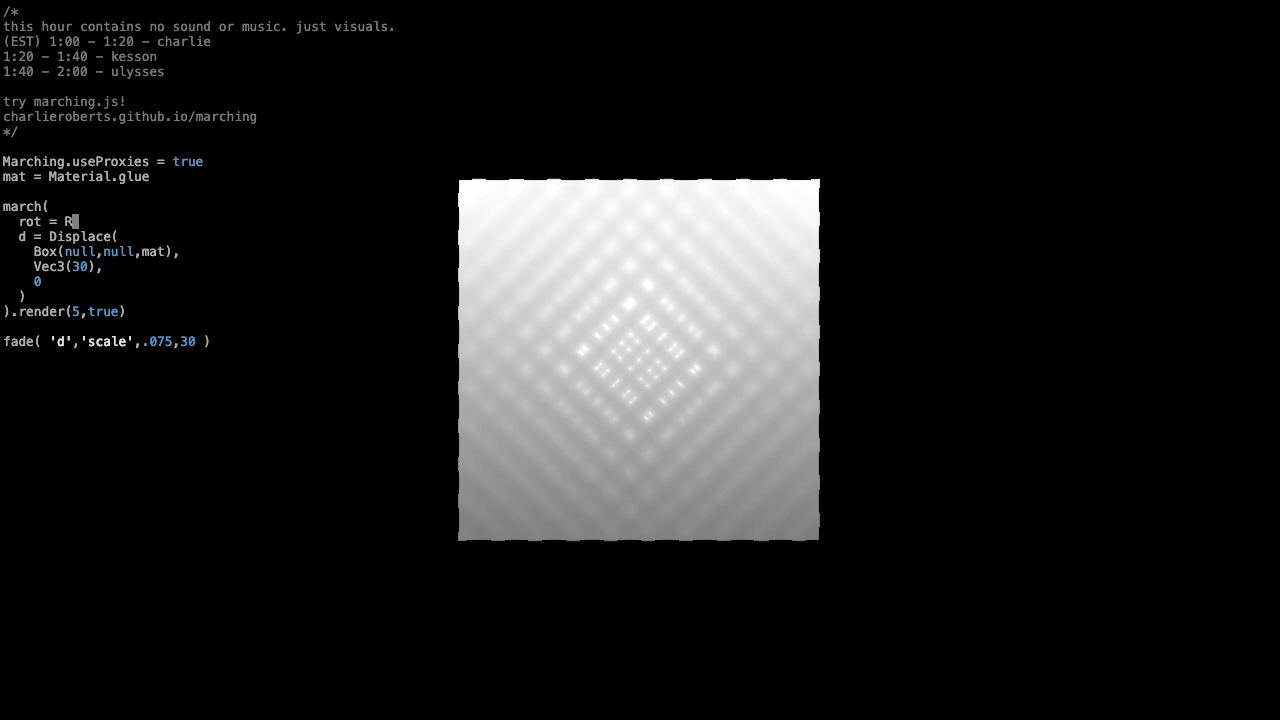 /*
this hour contains no sound or music. just visuals.
(EST) 1:00 - 1:20 - charlie
1:20 - 1:40 - kesson
1:40 - 2:00 - ulysses
try marching.js!
charlieroberts.github.io/marching
*/
Marching.useProxies = true
mat = Material.glue
march(
rot = R
d = Displace(
Box(null,null,mat),
Vec3(30),
0
)
).render(5,true)
fade( 'd','scale',.075,30 )